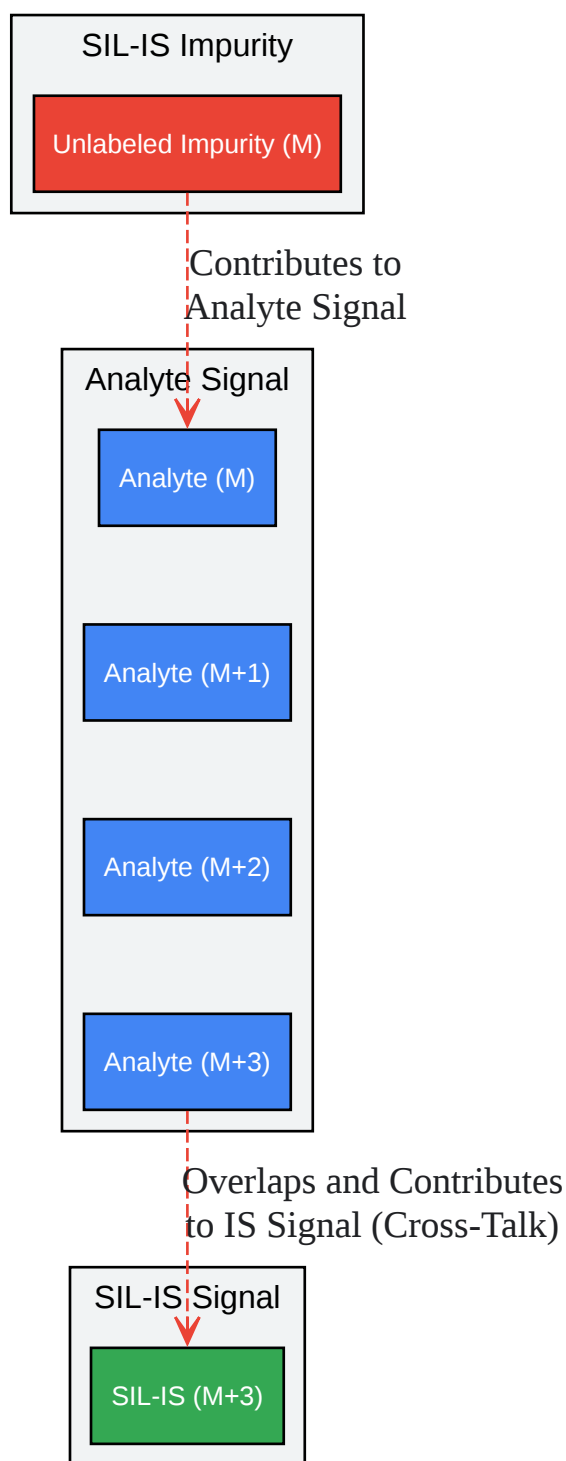 SIL-IS Impurity
Unlabeled Impurity (M)
Contributes to
Analyte Signal
Analyte Signal
Analyte (M)
Analyte (M+1)
Analyte (M+2)
Analyte (M+3)
Overlaps and Contributes
to IS Signal (Cross-Talk)
SIL-IS Signal
SIL-IS (M+3)